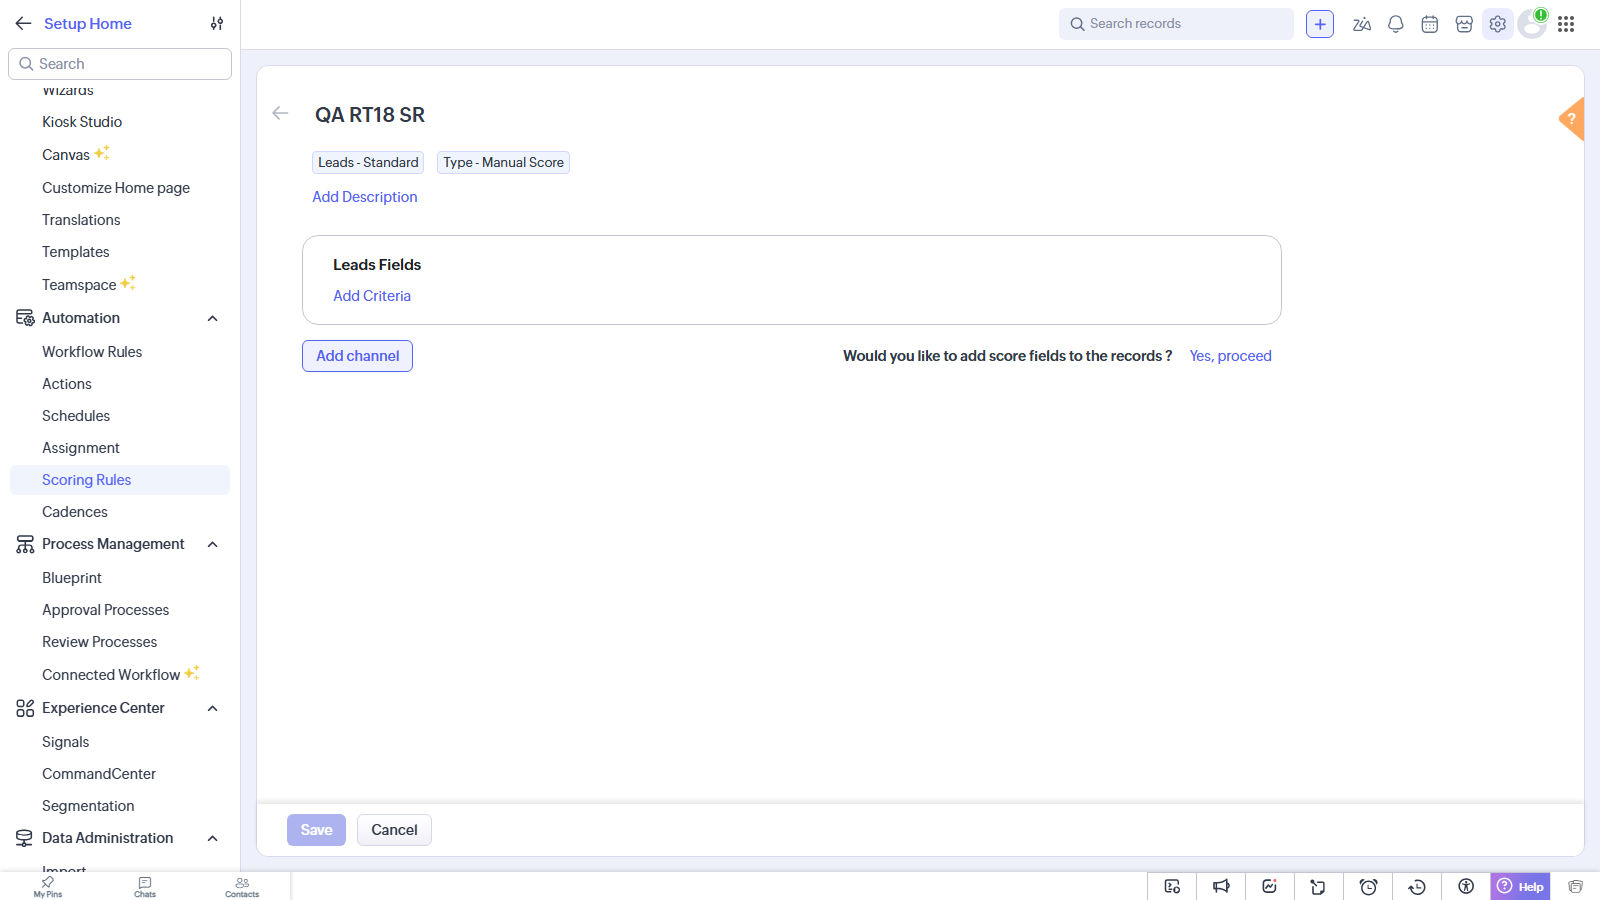 Setup Home
Search
Wizards
Kiosk Studio
Canvas
Customize Home page
Translations
Templates
Teamspace
Automation
Workflow Rules
Actions
Schedules
Assignment
Scoring Rules
Cadences
Process Management
Blueprint
Approval Processes
Review Processes
Connected Workflow
Experience Center
Signals
CommandCenter
Segmentation
Data Administration
Import
My Pins
Chats
Contacts
Search records
QA RT18 SR
Leads - Standard
Type - Manual Score
Add Description
Leads Fields
Add Criteria
Add channel
Would you like to add score fields to the records ? Yes, proceed
Save
Cancel
?
Help